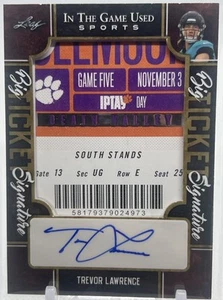 Leaf
IN THE GAME USED
SPORTS
GAME FIVE
NOVEMBER 3
IPTAY
DAY
SOUTH STANDS
Gate 13 Sec UG Row E Seat 25
58179379024973
Big
TICKET
Signature
Big
TICKET
Signature
TREVOR LAWRENCE